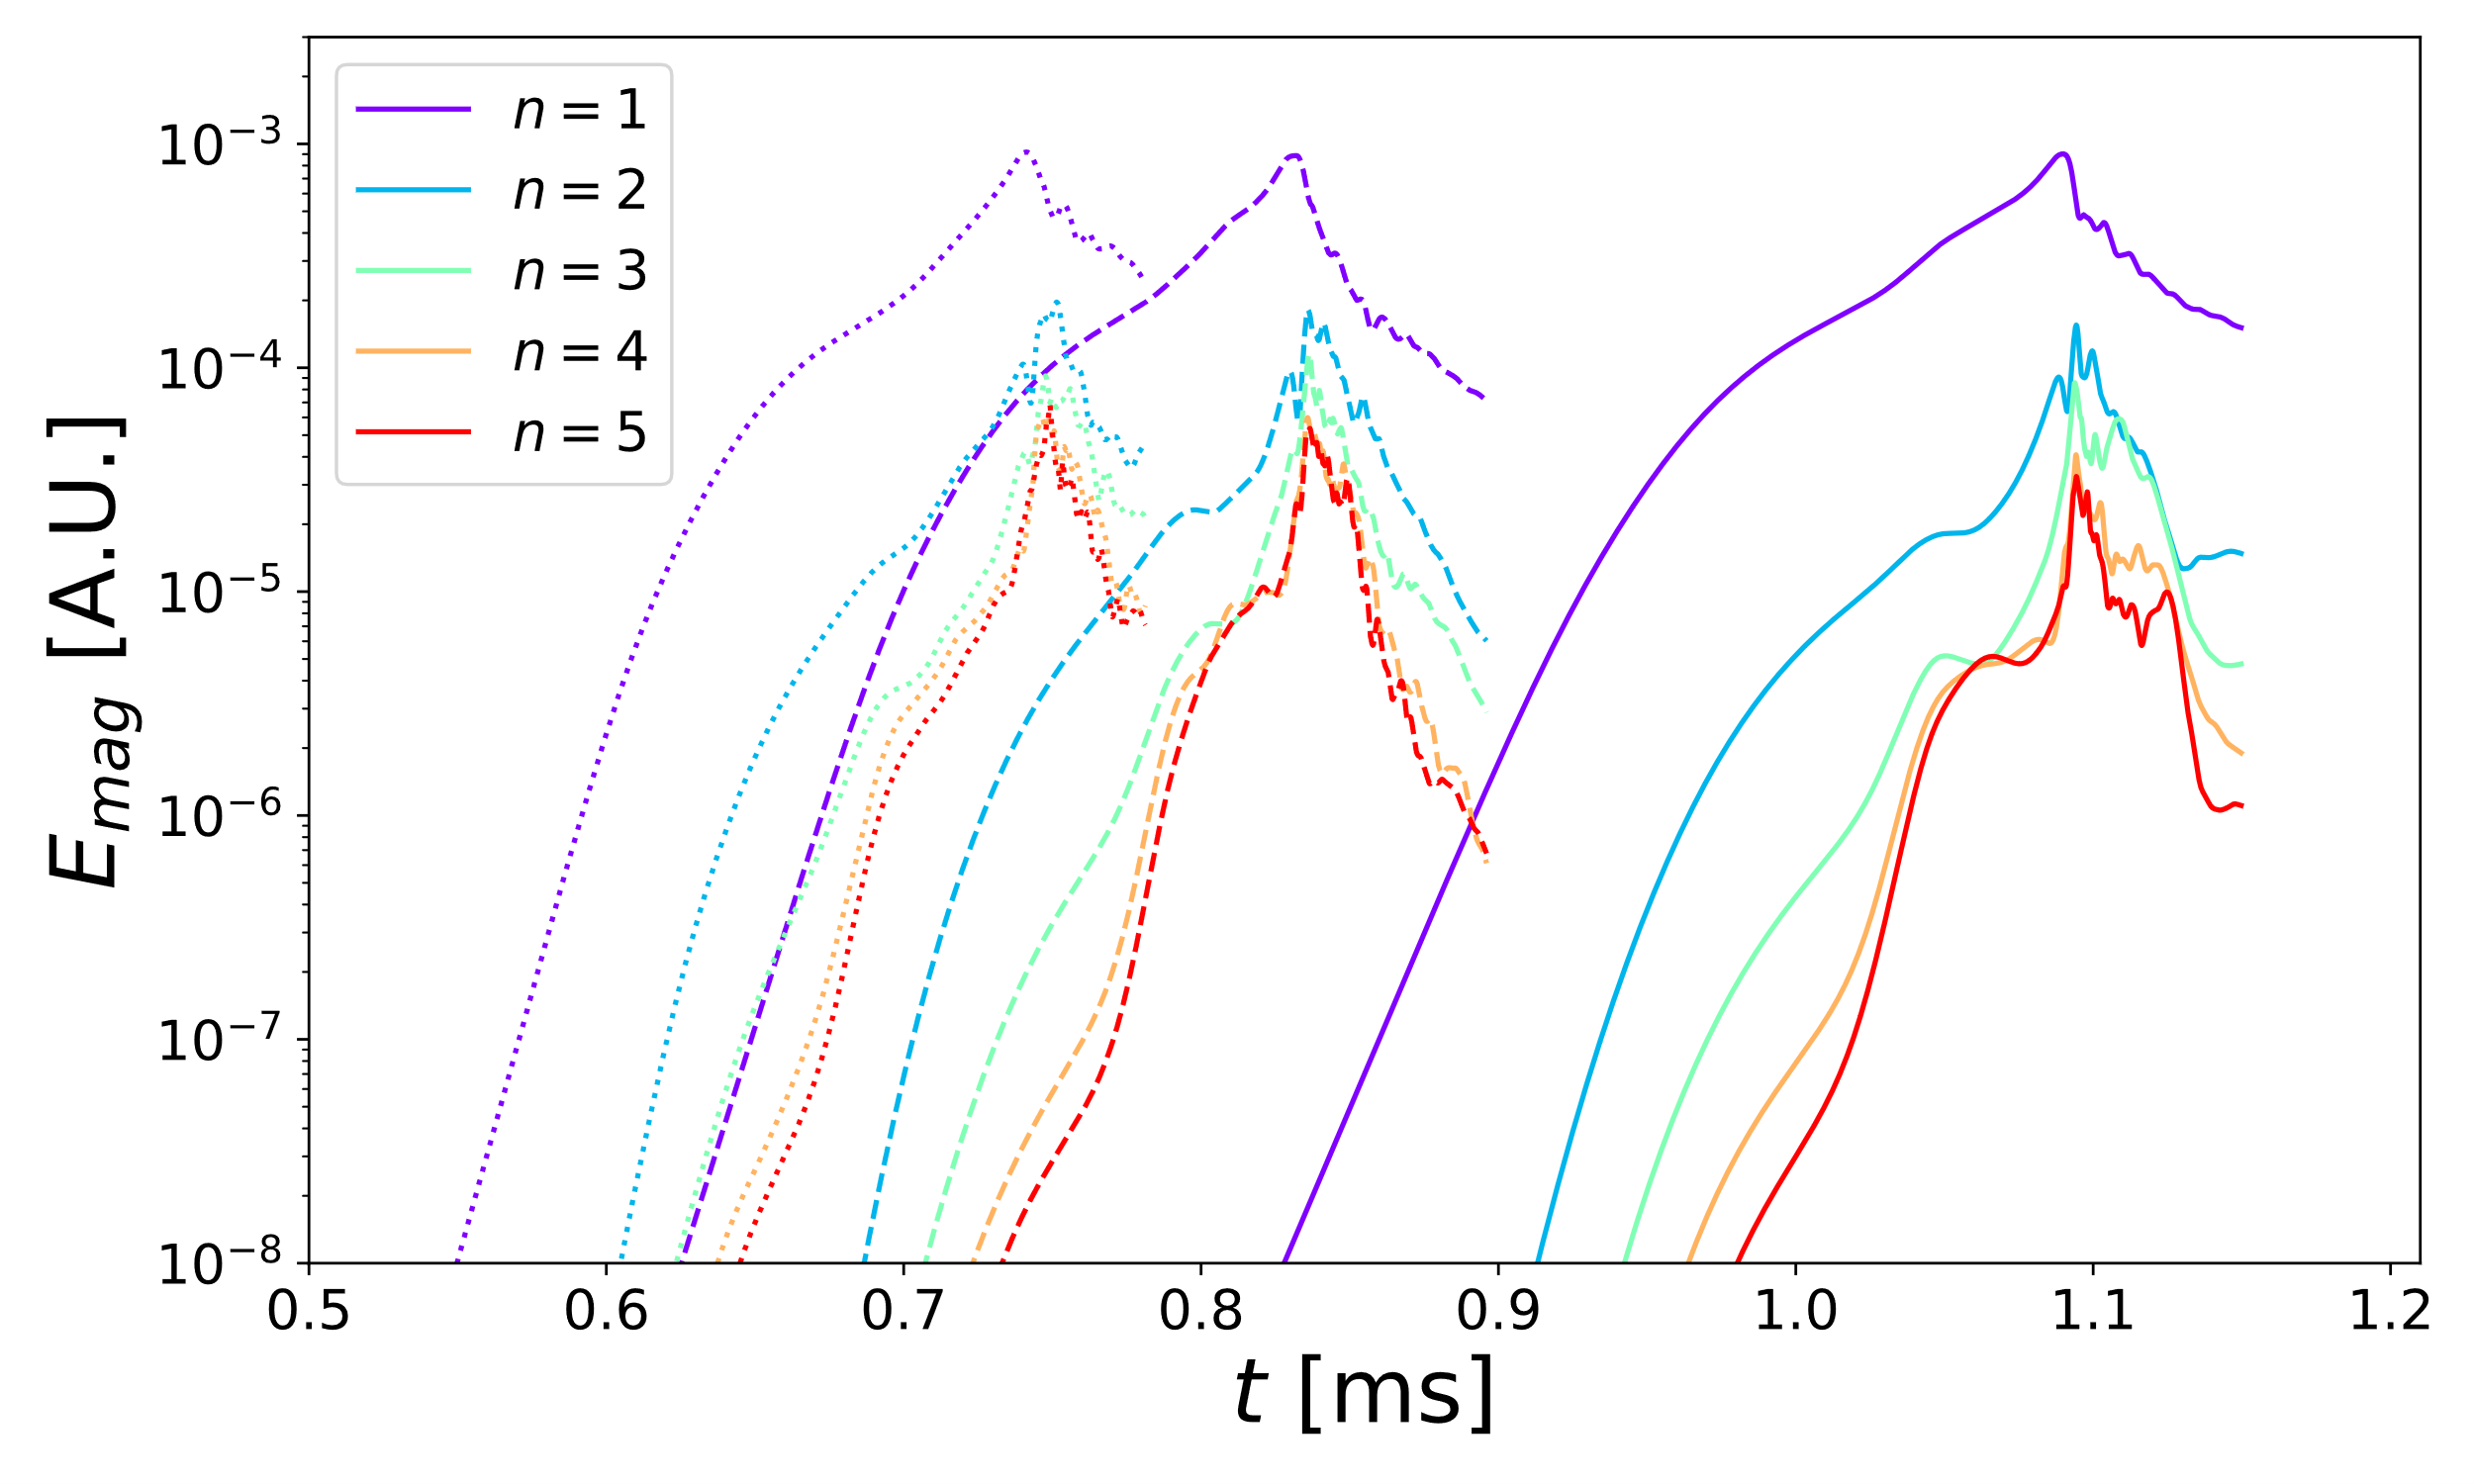 n = 1
n = 2
n = 3
n = 4
n = 5
10⁻³
10⁻⁴
10⁻⁵
10⁻⁶
10⁻⁷
10⁻⁸
E_mag [A.U.]
0.5 0.6 0.7 0.8 0.9 1.0 1.1 1.2
t [ms]